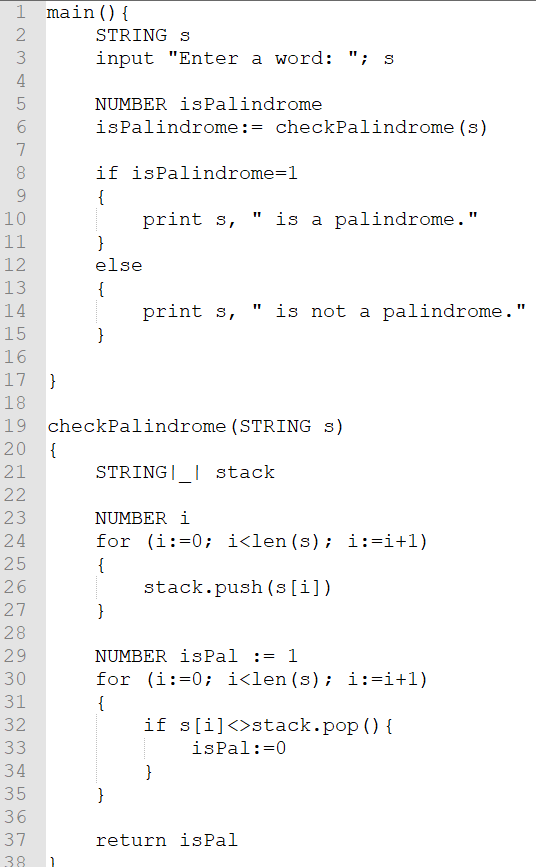 1 main(){
2     STRING s
3     input "Enter a word: "; s
4
5     NUMBER isPalindrome
6     isPalindrome:= checkPalindrome(s)
7
8     if isPalindrome=1
9     {
10         print s, " is a palindrome."
11     }
12     else
13     {
14         print s, " is not a palindrome."
15     }
16
17 }
18
19 checkPalindrome(STRING s)
20 {
21     STRING|_| stack
22
23     NUMBER i
24     for (i:=0; i<len(s); i:=i+1)
25     {
26         stack.push(s[i])
27     }
28
29     NUMBER isPal := 1
30     for (i:=0; i<len(s); i:=i+1)
31     {
32         if s[i]<>stack.pop(){
33             isPal:=0
34         }
35     }
36
37     return isPal
38 }